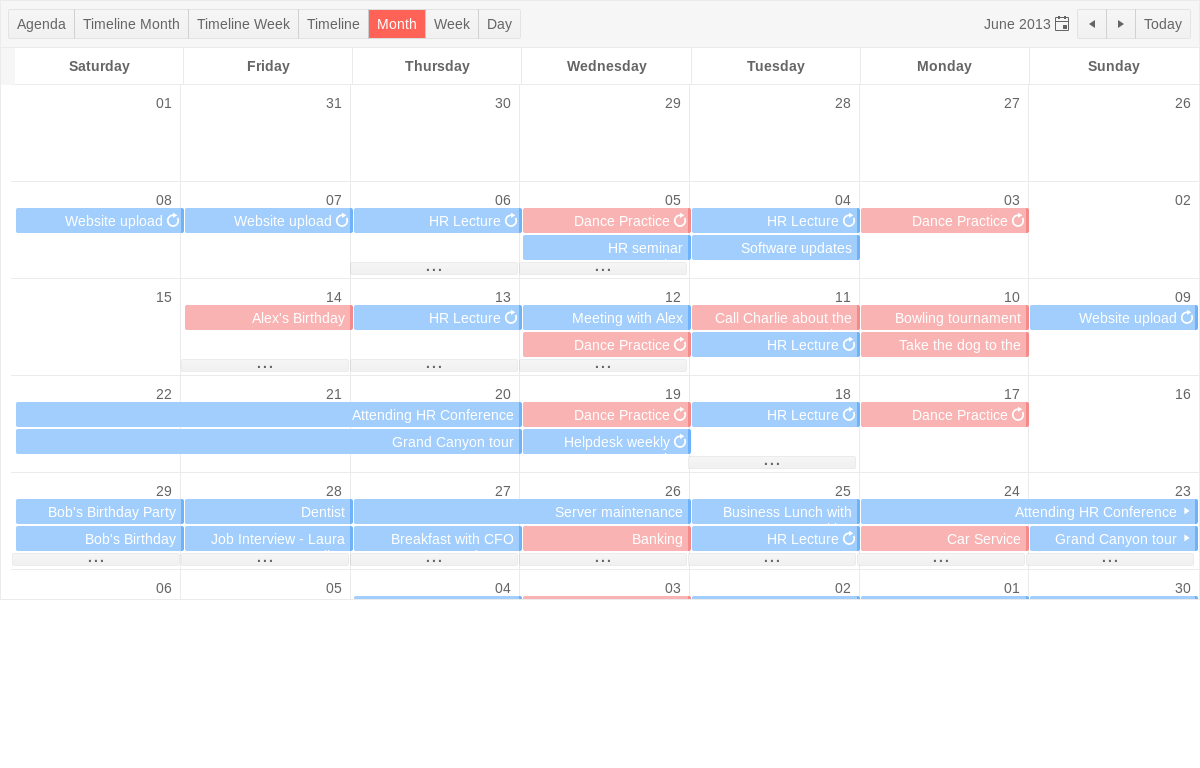 Agenda Timeline Month Timeline Week Timeline Month Week Day June 2013 Today
Saturday Friday Thursday Wednesday Tuesday Monday Sunday
01 31 30 29 28 27 26
08 07 06 05 04 03 02
Website upload Website upload HR Lecture Dance Practice HR Lecture Dance Practice
HR seminar Software updates
... ...
15 14 13 12 11 10 09
Alex's Birthday HR Lecture Meeting with Alex Call Charlie about the Bowling tournament Website upload
Dance Practice HR Lecture Take the dog to the
... ... ...
22 21 20 19 18 17 16
Attending HR Conference Dance Practice HR Lecture Dance Practice
Grand Canyon tour Helpdesk weekly
...
29 28 27 26 25 24 23
Bob's Birthday Party Dentist Server maintenance Business Lunch with Attending HR Conference
Bob's Birthday Job Interview - Laura Breakfast with CFO Banking HR Lecture Car Service Grand Canyon tour
... ... ... ... ... ... ...
06 05 04 03 02 01 30